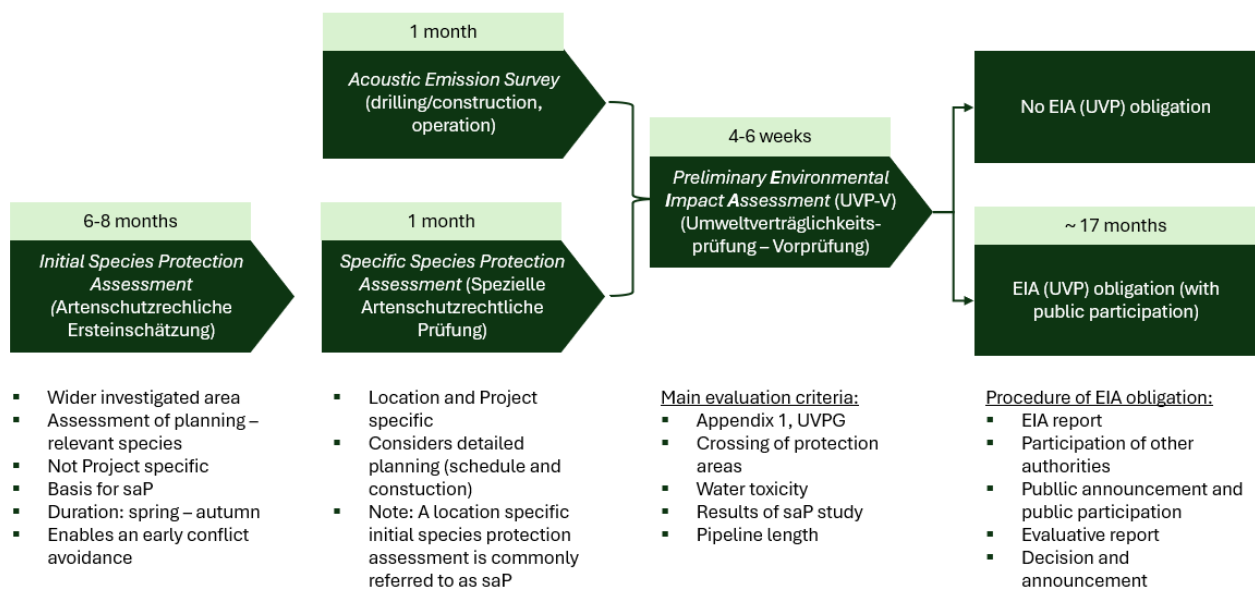 1 month
Acoustic Emission Survey
(drilling/construction,
operation)
No EIA (UVP) obligation
4-6 weeks
Preliminary Environmental
Impact Assessment (UVP-V)
(Umweltverträglichkeits-
prüfung – Vorprüfung)
6-8 months
Initial Species Protection
Assessment
(Artenschutzrechliche
Ersteinschätzung)
1 month
Specific Species Protection
Assessment (Spezielle
Artenschutzrechtliche
Prüfung)
~ 17 months
EIA (UVP) obligation (with
public participation)
▪ Wider investigated area
▪ Assessment of planning –
relevant species
▪ Not Project specific
▪ Basis for saP
▪ Duration: spring – autumn
▪ Enables an early conflict
avoidance
▪ Location and Project
specific
▪ Considers detailed
planning (schedule and
constuction)
▪ Note: A location specific
initial species protection
assessment is commonly
referred to as saP
Main evaluation criteria:
▪ Appendix 1, UVPG
▪ Crossing of protection
areas
▪ Water toxicity
▪ Results of saP study
▪ Pipeline length
Procedure of EIA obligation:
▪ EIA report
▪ Participation of other
authorities
▪ Publlic announcement and
public participation
▪ Evaluative report
▪ Decision and
announcement